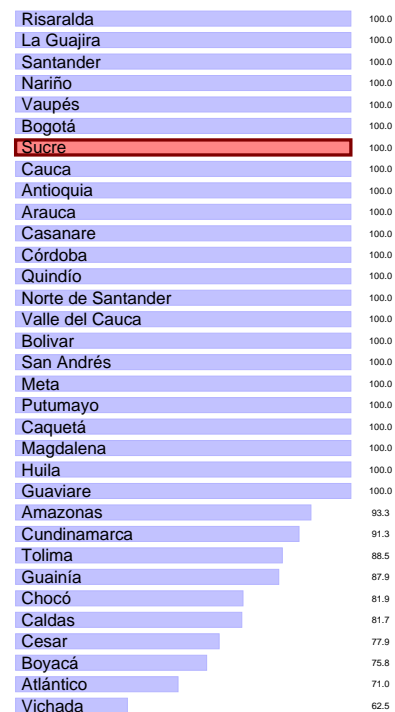 Risaralda 100.0
La Guajira 100.0
Santander 100.0
Nariño 100.0
Vaupés 100.0
Bogotá 100.0
Sucre 100.0
Cauca 100.0
Antioquia 100.0
Arauca 100.0
Casanare 100.0
Córdoba 100.0
Quindío 100.0
Norte de Santander 100.0
Valle del Cauca 100.0
Bolivar 100.0
San Andrés 100.0
Meta 100.0
Putumayo 100.0
Caquetá 100.0
Magdalena 100.0
Huila 100.0
Guaviare 100.0
Amazonas 93.3
Cundinamarca 91.3
Tolima 88.5
Guainía 87.9
Chocó 81.9
Caldas 81.7
Cesar 77.9
Boyacá 75.8
Atlántico 71.0
Vichada 62.5